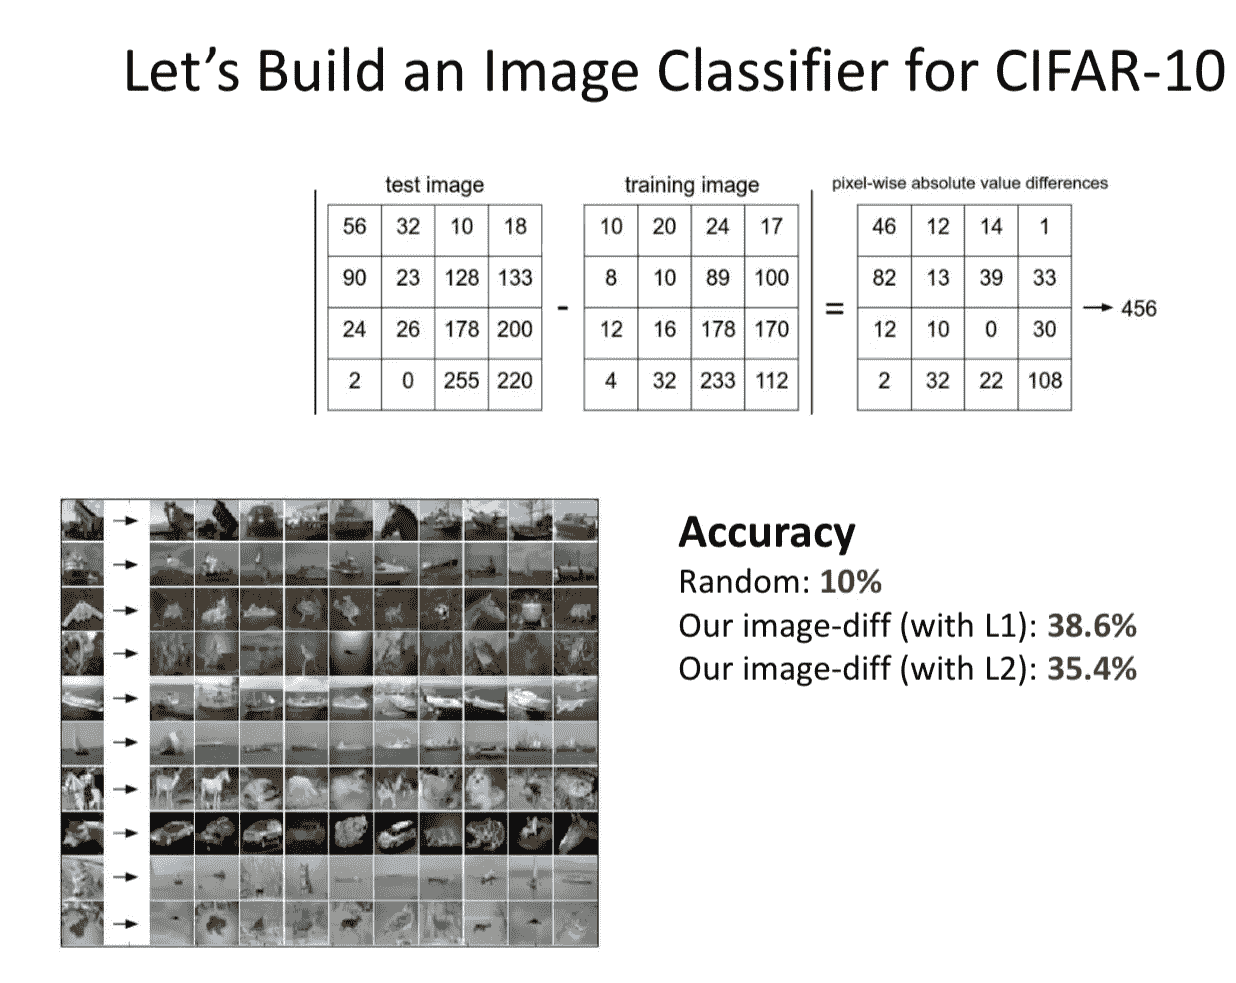 Let's Build an Image Classifier for CIFAR-10
test image
56 32 10 18
90 23 128 133
24 26 178 200
2 0 255 220
-
training image
10 20 24 17
8 10 89 100
12 16 178 170
4 32 233 112
=
pixel-wise absolute value differences
46 12 14 1
82 13 39 33
12 10 0 30
2 32 22 108
→ 456
Accuracy
Random: 10%
Our image-diff (with L1): 38.6%
Our image-diff (with L2): 35.4%